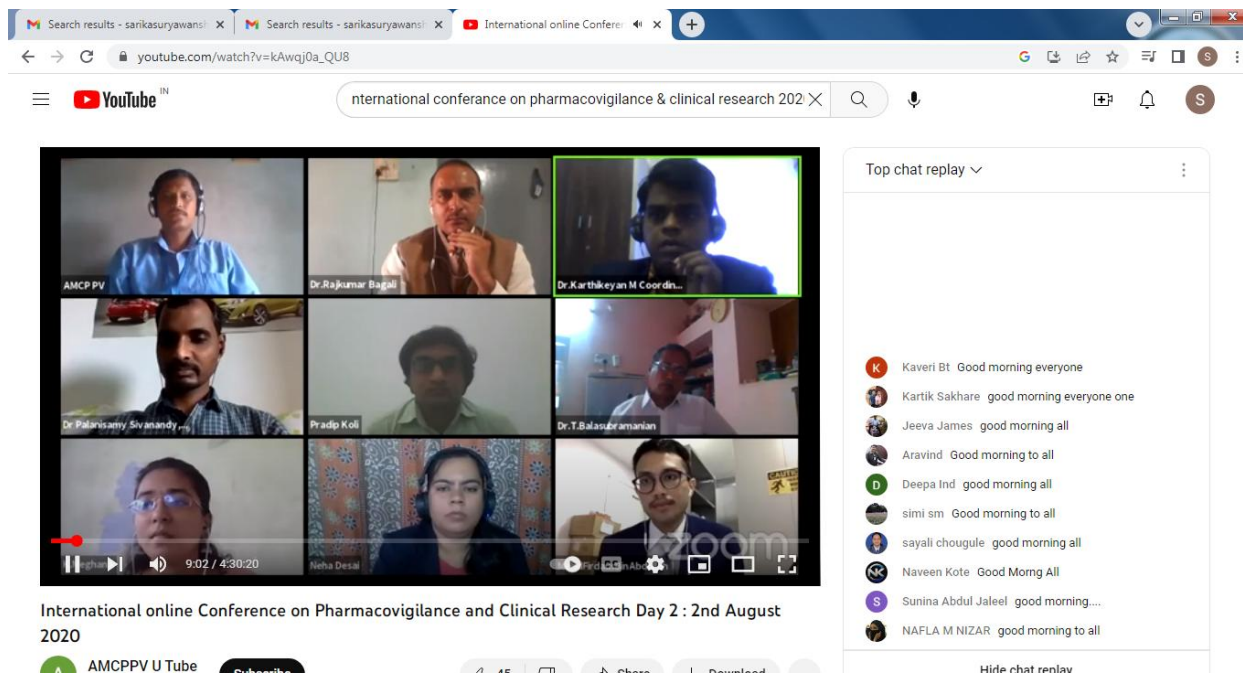 Search results - sarikasuryawansh
Search results - sarikasuryawansh
International online Conferen
youtube.com/watch?v=kAwqj0a_QU8
G
S
YouTube IN
nternational conferance on pharmacovigilance & clinical research 202
S
AMCP PV
Dr.Rajkumar Bagali
Dr.Karthikeyan M Coordin...
Dr Palanisamy Sivanandy,...
Pradip Koli
Dr.T.Balasubramanian
CAUTI
Neha Desai
zoom
9:02 / 4:30:20
CC
International online Conference on Pharmacovigilance and Clinical Research Day 2 : 2nd August
2020
A
AMCPPV U Tube
Subscribe
45
Share
Download
Top chat replay
K Kaveri Bt Good morning everyone
Kartik Sakhare good morning everyone one
Jeeva James good morning all
Aravind Good morning to all
D Deepa Ind good morning all
simi sm Good morning to all
sayali chougule good morning all
NK Naveen Kote Good Morng All
S Sunina Abdul Jaleel good morning....
NAFLA M NIZAR good morning to all
Hide chat replay